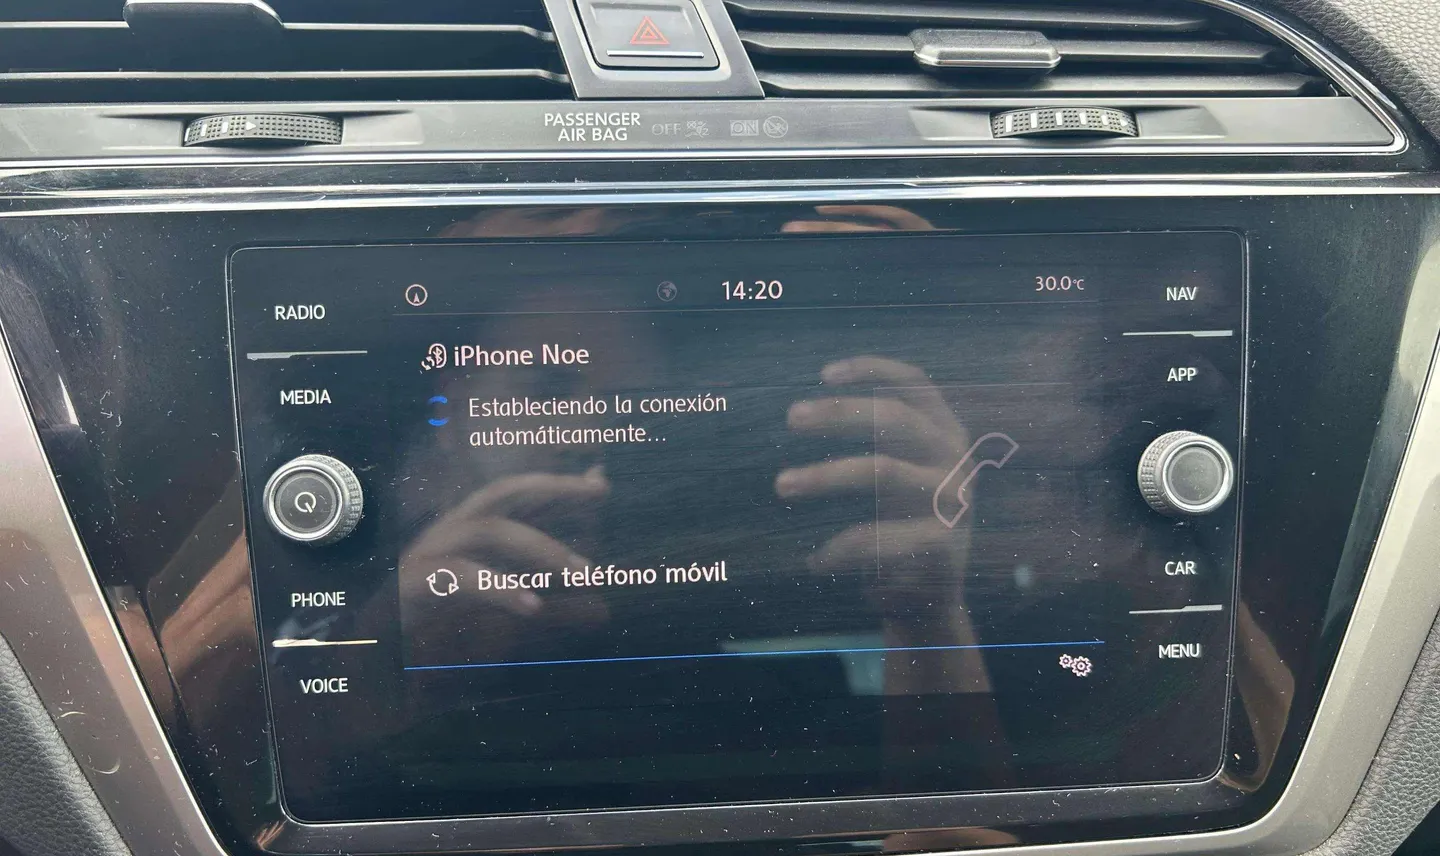 PASSENGER
AIR BAG
OFF
ON
14:20
30.0°C
RADIO
NAV
iPhone Noe
MEDIA
APP
Estableciendo la conexión
automáticamente...
PHONE
Buscar teléfono móvil
CAR
VOICE
MENU